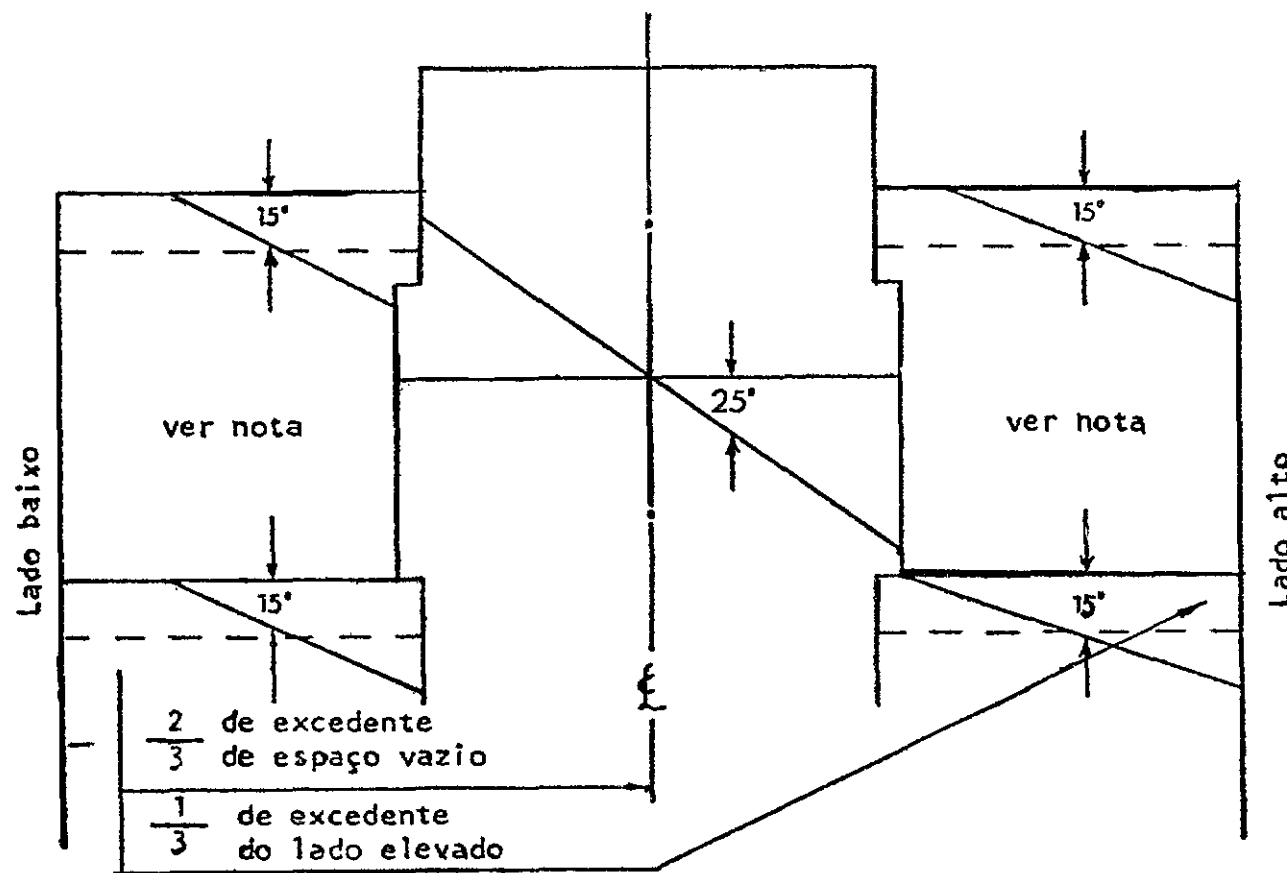 15°
15°
25°
ver nota
ver nota
Lado baixo
Lado alto
15°
15°
℄
2/3 de excedente
de espaço vazio
1/3 de excedente
do lado elevado